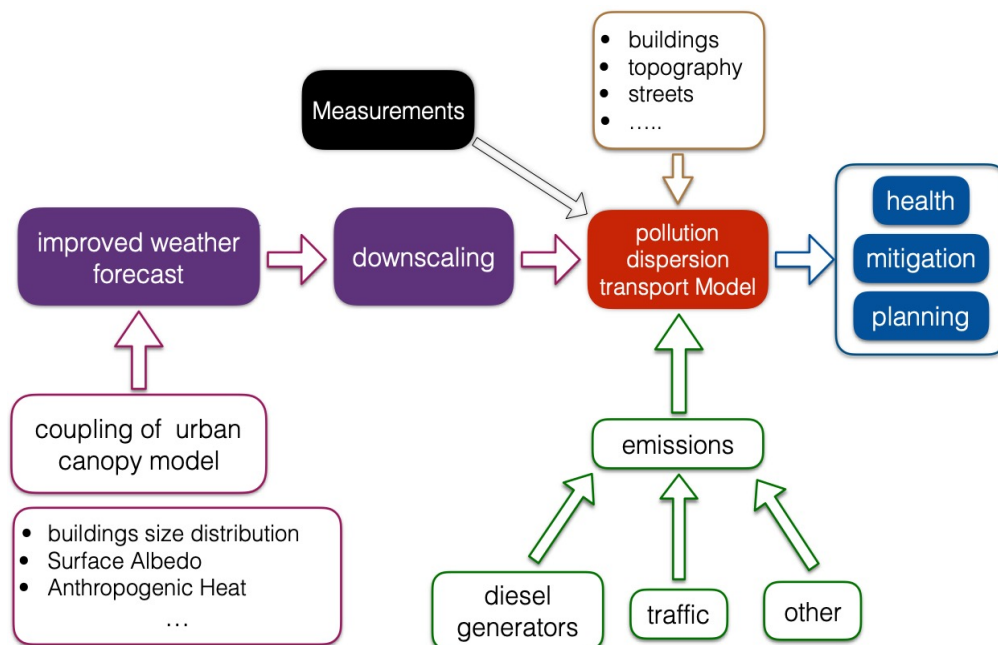 • buildings
• topography
• streets
• …..
Measurements
improved weather
forecast
downscaling
pollution
dispersion
transport Model
health
mitigation
planning
coupling of urban
canopy model
• buildings size distribution
• Surface Albedo
• Anthropogenic Heat
…
emissions
diesel
generators
traffic
other